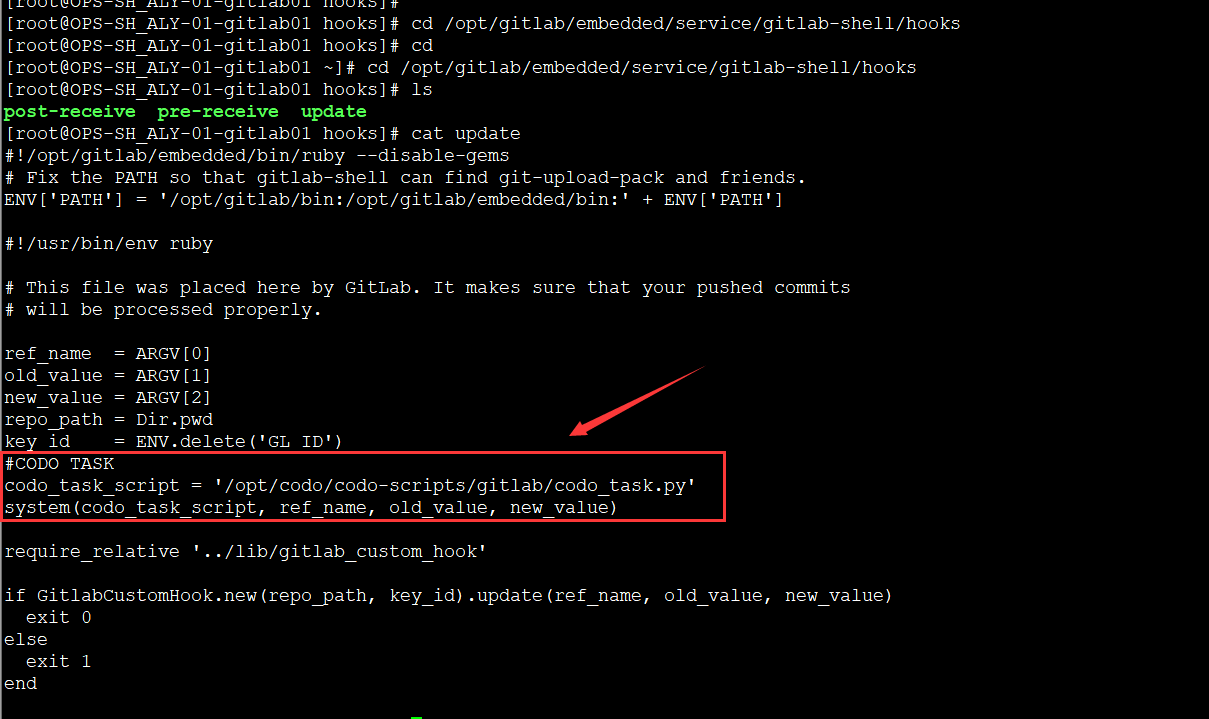 [root@OPS-SH_ALY-01-gitlab01 hooks]#
[root@OPS-SH_ALY-01-gitlab01 hooks]# cd /opt/gitlab/embedded/service/gitlab-shell/hooks
[root@OPS-SH_ALY-01-gitlab01 hooks]# cd
[root@OPS-SH_ALY-01-gitlab01 ~]# cd /opt/gitlab/embedded/service/gitlab-shell/hooks
[root@OPS-SH_ALY-01-gitlab01 hooks]# ls
post-receive  pre-receive  update
[root@OPS-SH_ALY-01-gitlab01 hooks]# cat update
#!/opt/gitlab/embedded/bin/ruby --disable-gems
# Fix the PATH so that gitlab-shell can find git-upload-pack and friends.
ENV['PATH'] = '/opt/gitlab/bin:/opt/gitlab/embedded/bin:' + ENV['PATH']
#!/usr/bin/env ruby
# This file was placed here by GitLab. It makes sure that your pushed commits
# will be processed properly.
ref_name  = ARGV[0]
old_value = ARGV[1]
new_value = ARGV[2]
repo_path = Dir.pwd
key_id    = ENV.delete('GL_ID')
#CODO TASK
codo_task_script = '/opt/codo/codo-scripts/gitlab/codo_task.py'
system(codo_task_script, ref_name, old_value, new_value)
require_relative '../lib/gitlab_custom_hook'
if GitlabCustomHook.new(repo_path, key_id).update(ref_name, old_value, new_value)
  exit 0
else
  exit 1
end